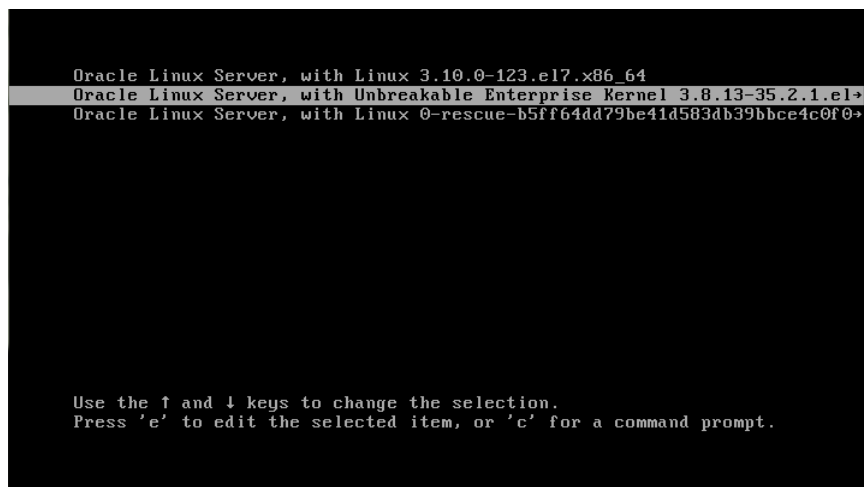 Oracle Linux Server, with Linux 3.10.0-123.el7.x86_64
Oracle Linux Server, with Unbreakable Enterprise Kernel 3.8.13-35.2.1.el→
Oracle Linux Server, with Linux 0-rescue-b5ff64dd79be41d583db39bbce4c0f0→
Use the ↑ and ↓ keys to change the selection.
Press 'e' to edit the selected item, or 'c' for a command prompt.